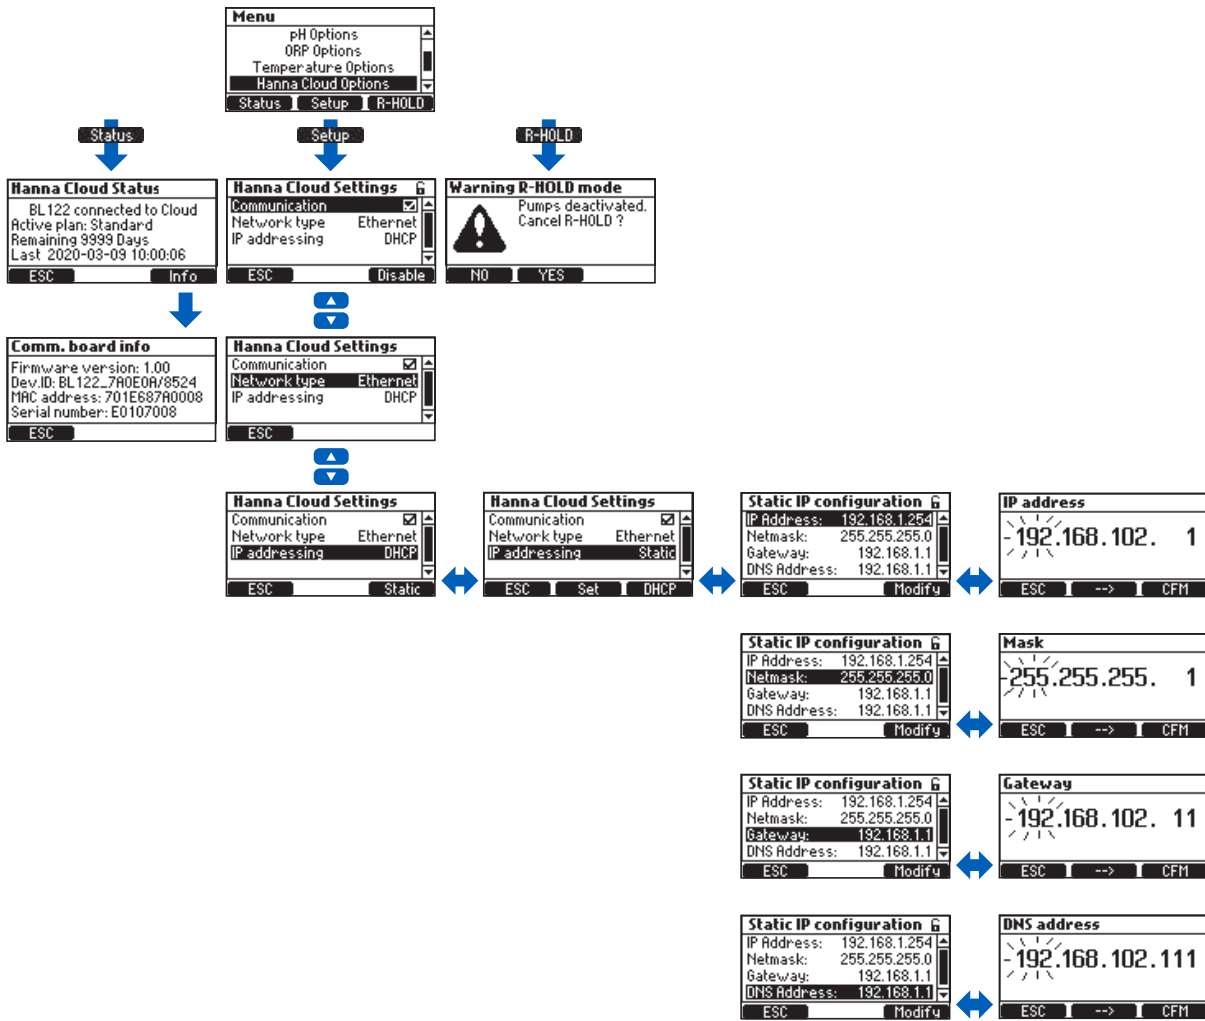 Menu
pH Options
ORP Options
Temperature Options
Hanna Cloud Options
Status Setup R-HOLD
Status Setup R-HOLD
Hanna Cloud Status
BL122 connected to Cloud
Active plan: Standard
Remaining 9999 Days
Last 2020-03-09 10:00:06
ESC Info
Hanna Cloud Settings
Communication
Network type Ethernet
IP addressing DHCP
ESC Disable
Warning R-HOLD mode
Pumps deactivated.
Cancel R-HOLD ?
NO YES
Comm. board info
Firmware version: 1.00
Dev.ID: BL122_7A0E0A/8524
MAC address: 701E687A0008
Serial number: E0107008
ESC
Hanna Cloud Settings
Communication
Network type Ethernet
IP addressing DHCP
ESC
Hanna Cloud Settings
Communication
Network type Ethernet
IP addressing DHCP
ESC Static
Hanna Cloud Settings
Communication
Network type Ethernet
IP addressing Static
ESC Set DHCP
Static IP configuration
IP Address: 192.168.1.254
Netmask: 255.255.255.0
Gateway: 192.168.1.1
DNS Address: 192.168.1.1
ESC Modify
IP address
192.168.102. 1
ESC --> CFM
Static IP configuration
IP Address: 192.168.1.254
Netmask: 255.255.255.0
Gateway: 192.168.1.1
DNS Address: 192.168.1.1
ESC Modify
Mask
255.255.255. 1
ESC --> CFM
Static IP configuration
IP Address: 192.168.1.254
Netmask: 255.255.255.0
Gateway: 192.168.1.1
DNS Address: 192.168.1.1
ESC Modify
Gateway
192.168.102. 11
ESC --> CFM
Static IP configuration
IP Address: 192.168.1.254
Netmask: 255.255.255.0
Gateway: 192.168.1.1
DNS Address: 192.168.1.1
ESC Modify
DNS address
192.168.102.111
ESC --> CFM